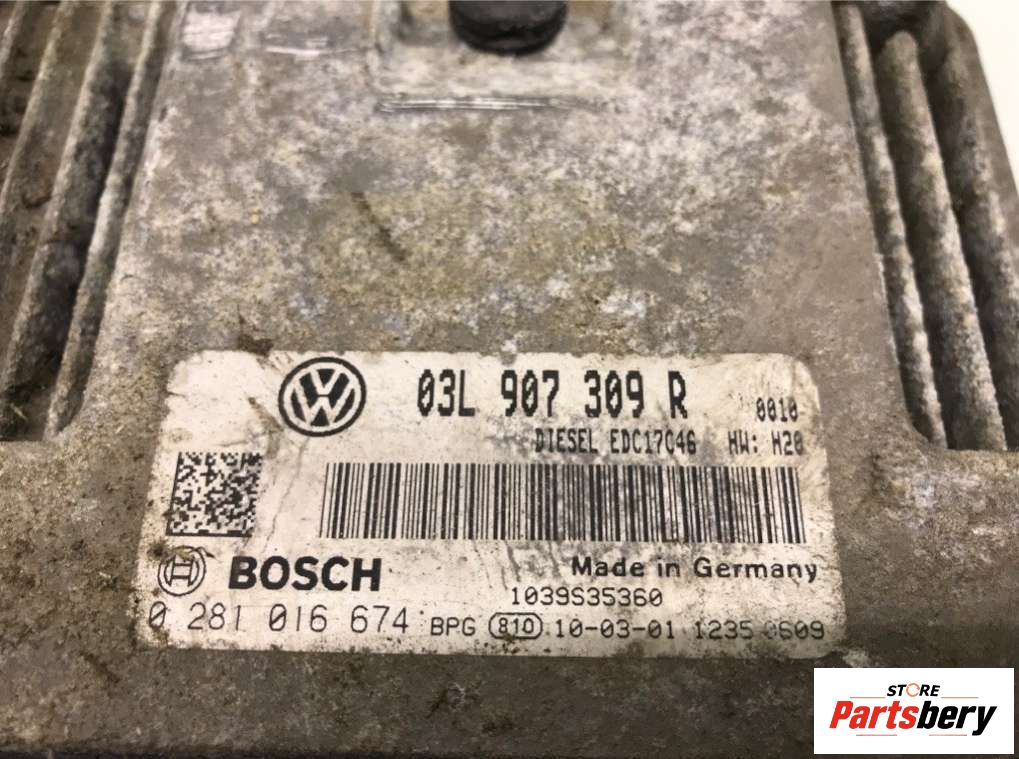 03L 907 309 R 0010
DIESEL EDC17C46 HW: H20
BOSCH
Made in Germany
1039S35360
0 281 016 674 BPG 810 10-03-01 1235 0609
STORE
Partsbery